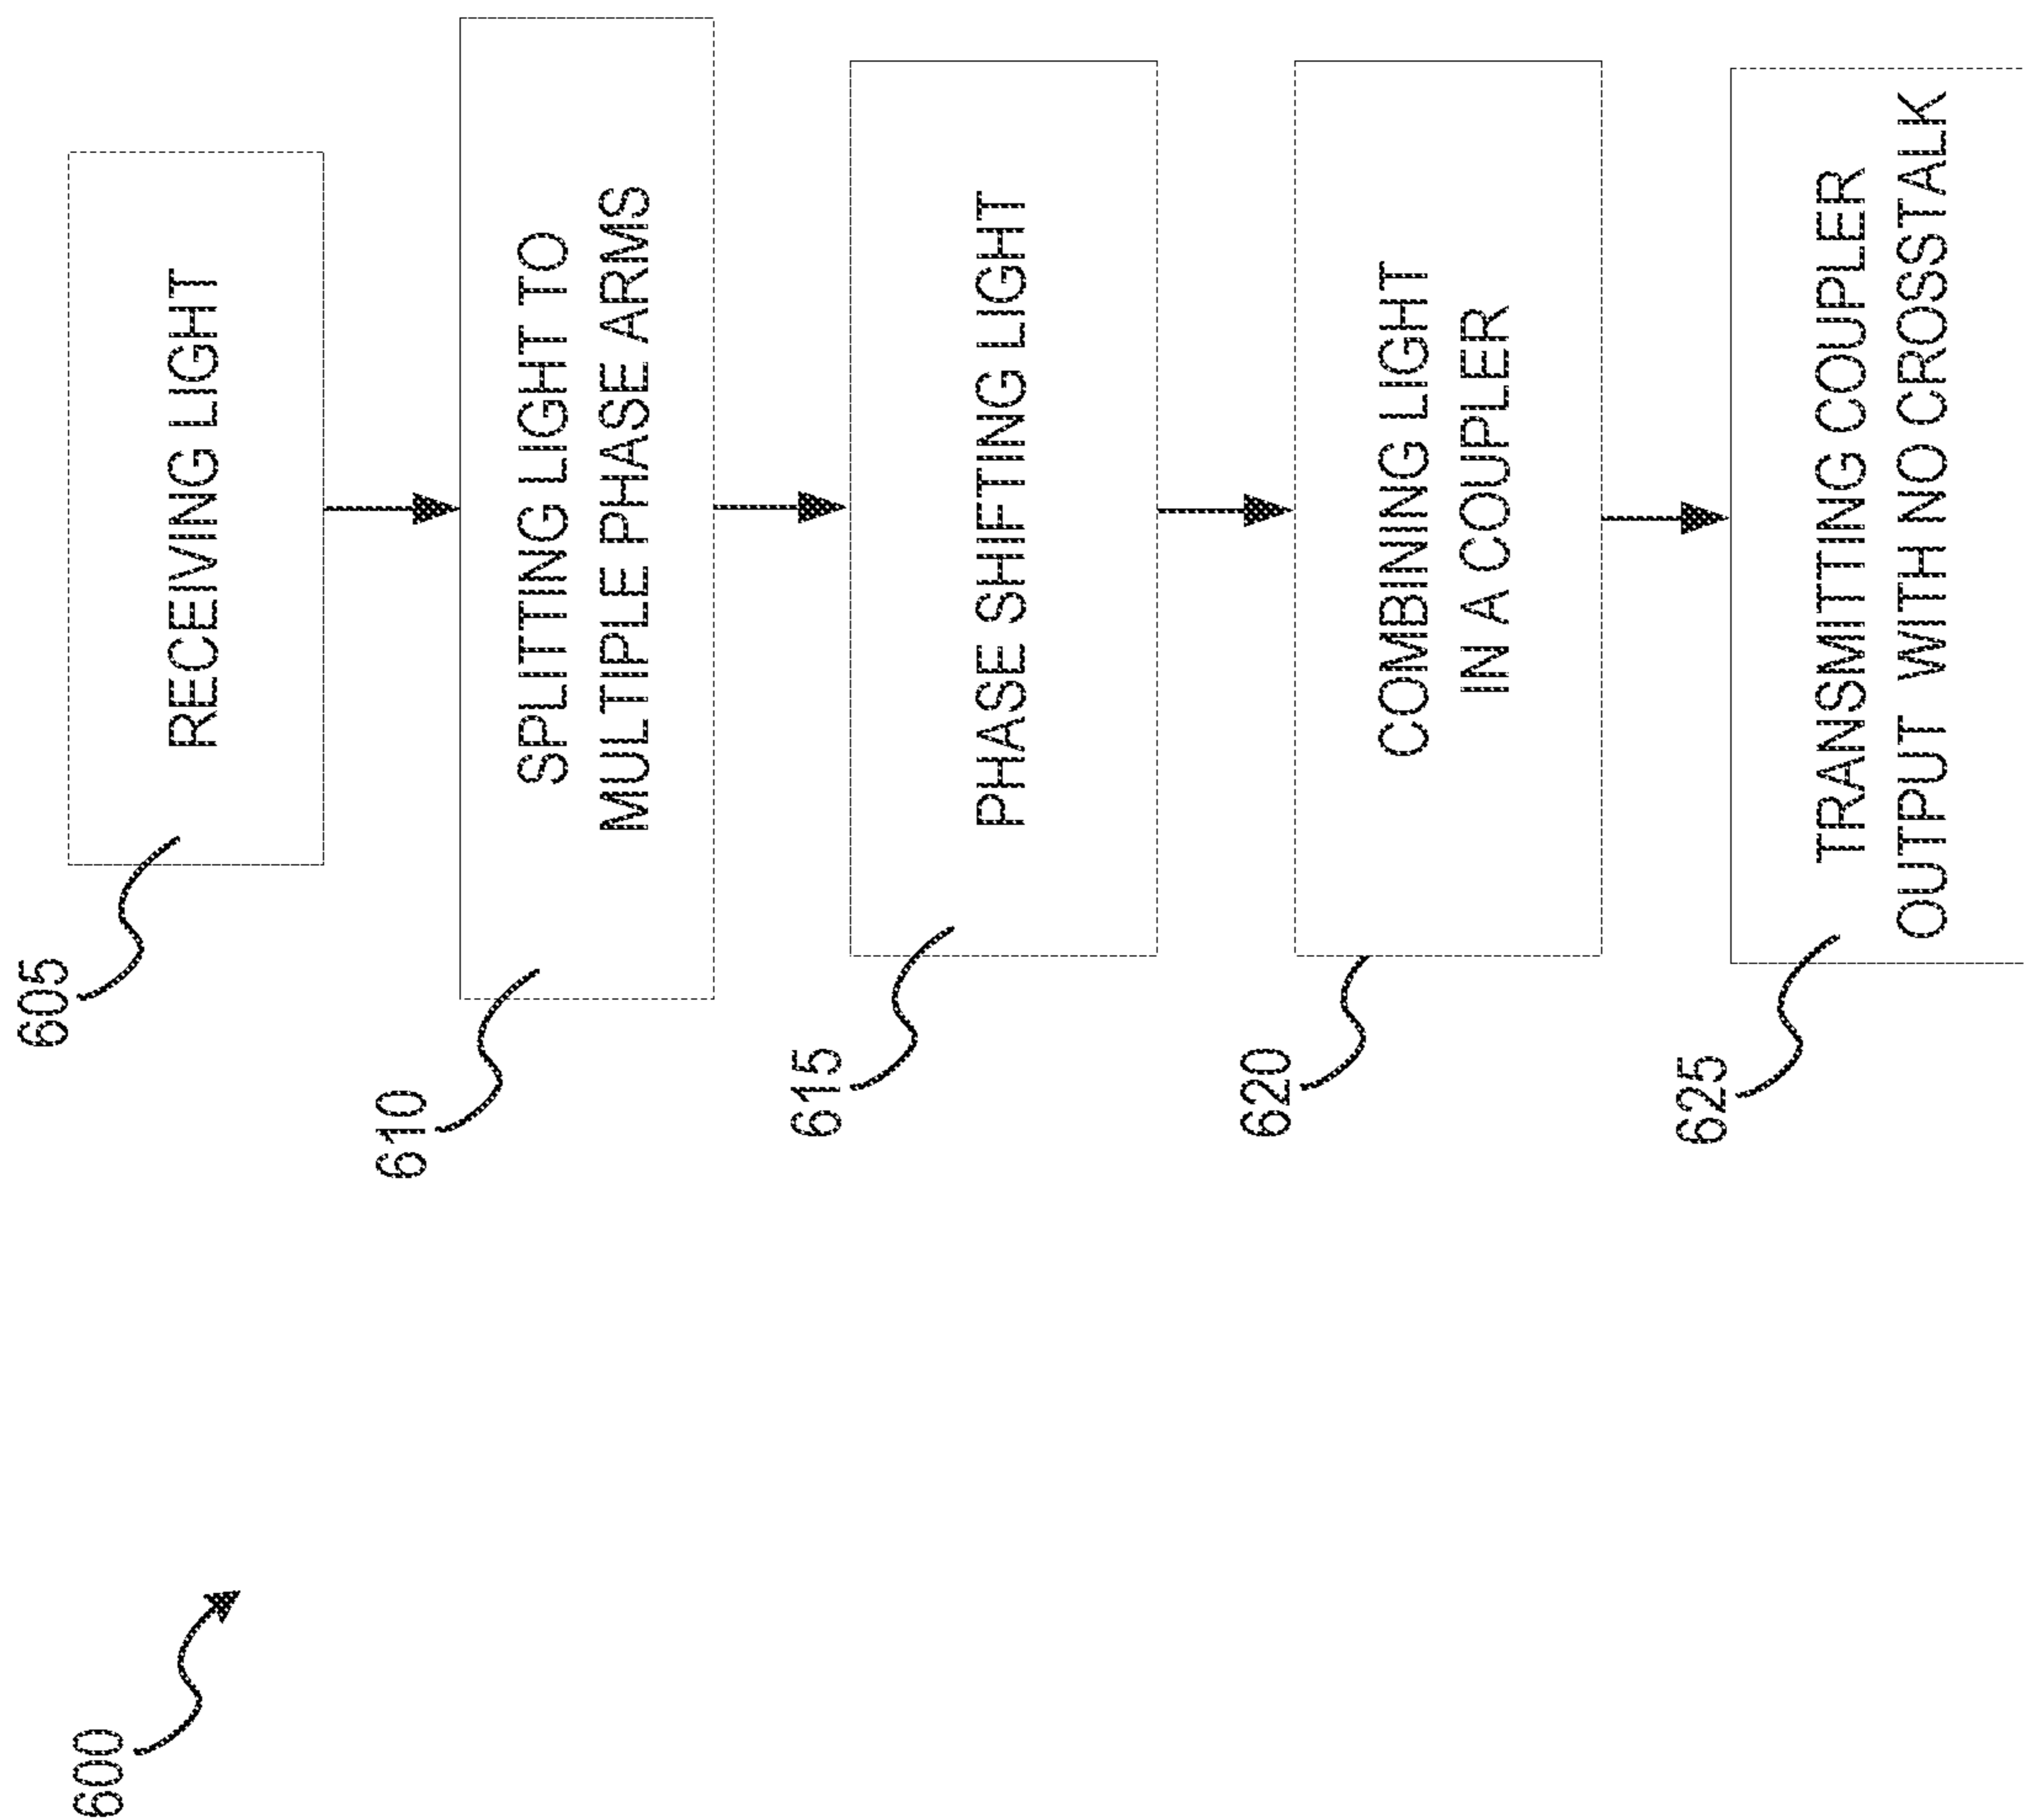 600
605
RECEIVING LIGHT
610
SPLITTING LIGHT TO
MULTIPLE PHASE ARMS
615
PHASE SHIFTING LIGHT
620
COMBINING LIGHT
IN A COUPLER
625
TRANSMITTING COUPLER
OUTPUT WITH NO CROSSTALK